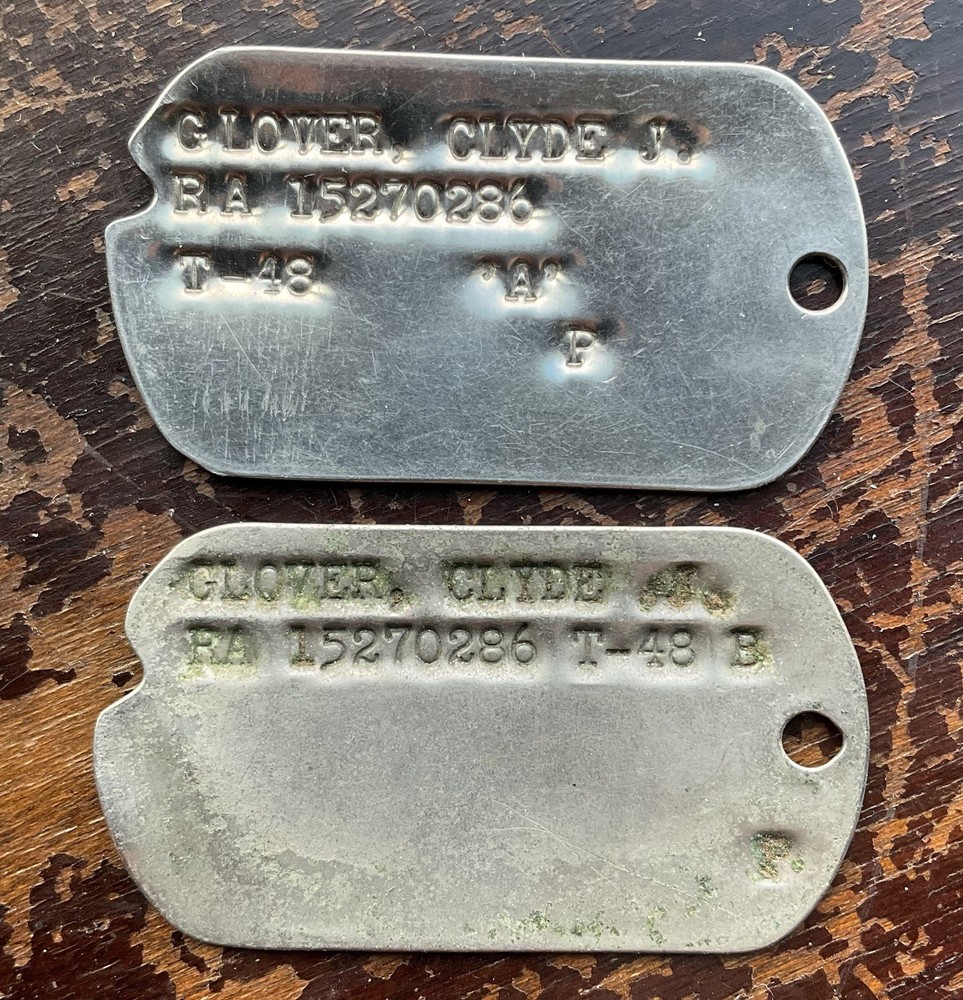 GLOVER, CLYDE J.
RA 15270286
T-48 'A'
P
GLOVER, CLYDE J.
RA 15270286 T-48 B
P.